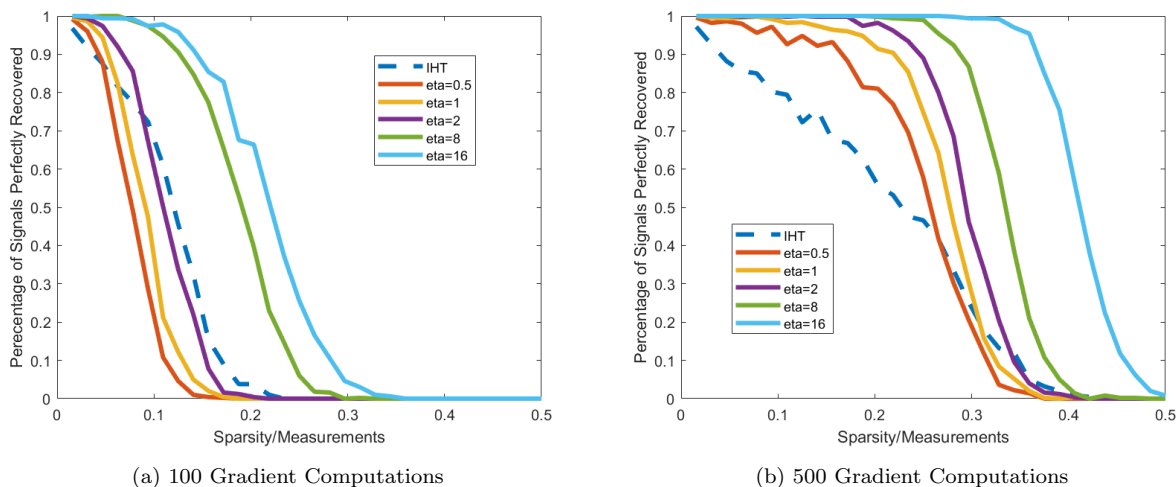 Perecentage of Signals Perfectly Recovered
1
0.9
0.8
0.7
0.6
0.5
0.4
0.3
0.2
0.1
0
0 0.1 0.2 0.3 0.4 0.5
Sparsity/Measurements
IHT
eta=0.5
eta=1
eta=2
eta=8
eta=16
(a) 100 Gradient Computations
Percentage of Signals Perfectly Recovered
1
0.9
0.8
0.7
0.6
0.5
0.4
0.3
0.2
0.1
0
0 0.1 0.2 0.3 0.4 0.5
Sparsity/Measurements
IHT
eta=0.5
eta=1
eta=2
eta=8
eta=16
(b) 500 Gradient Computations